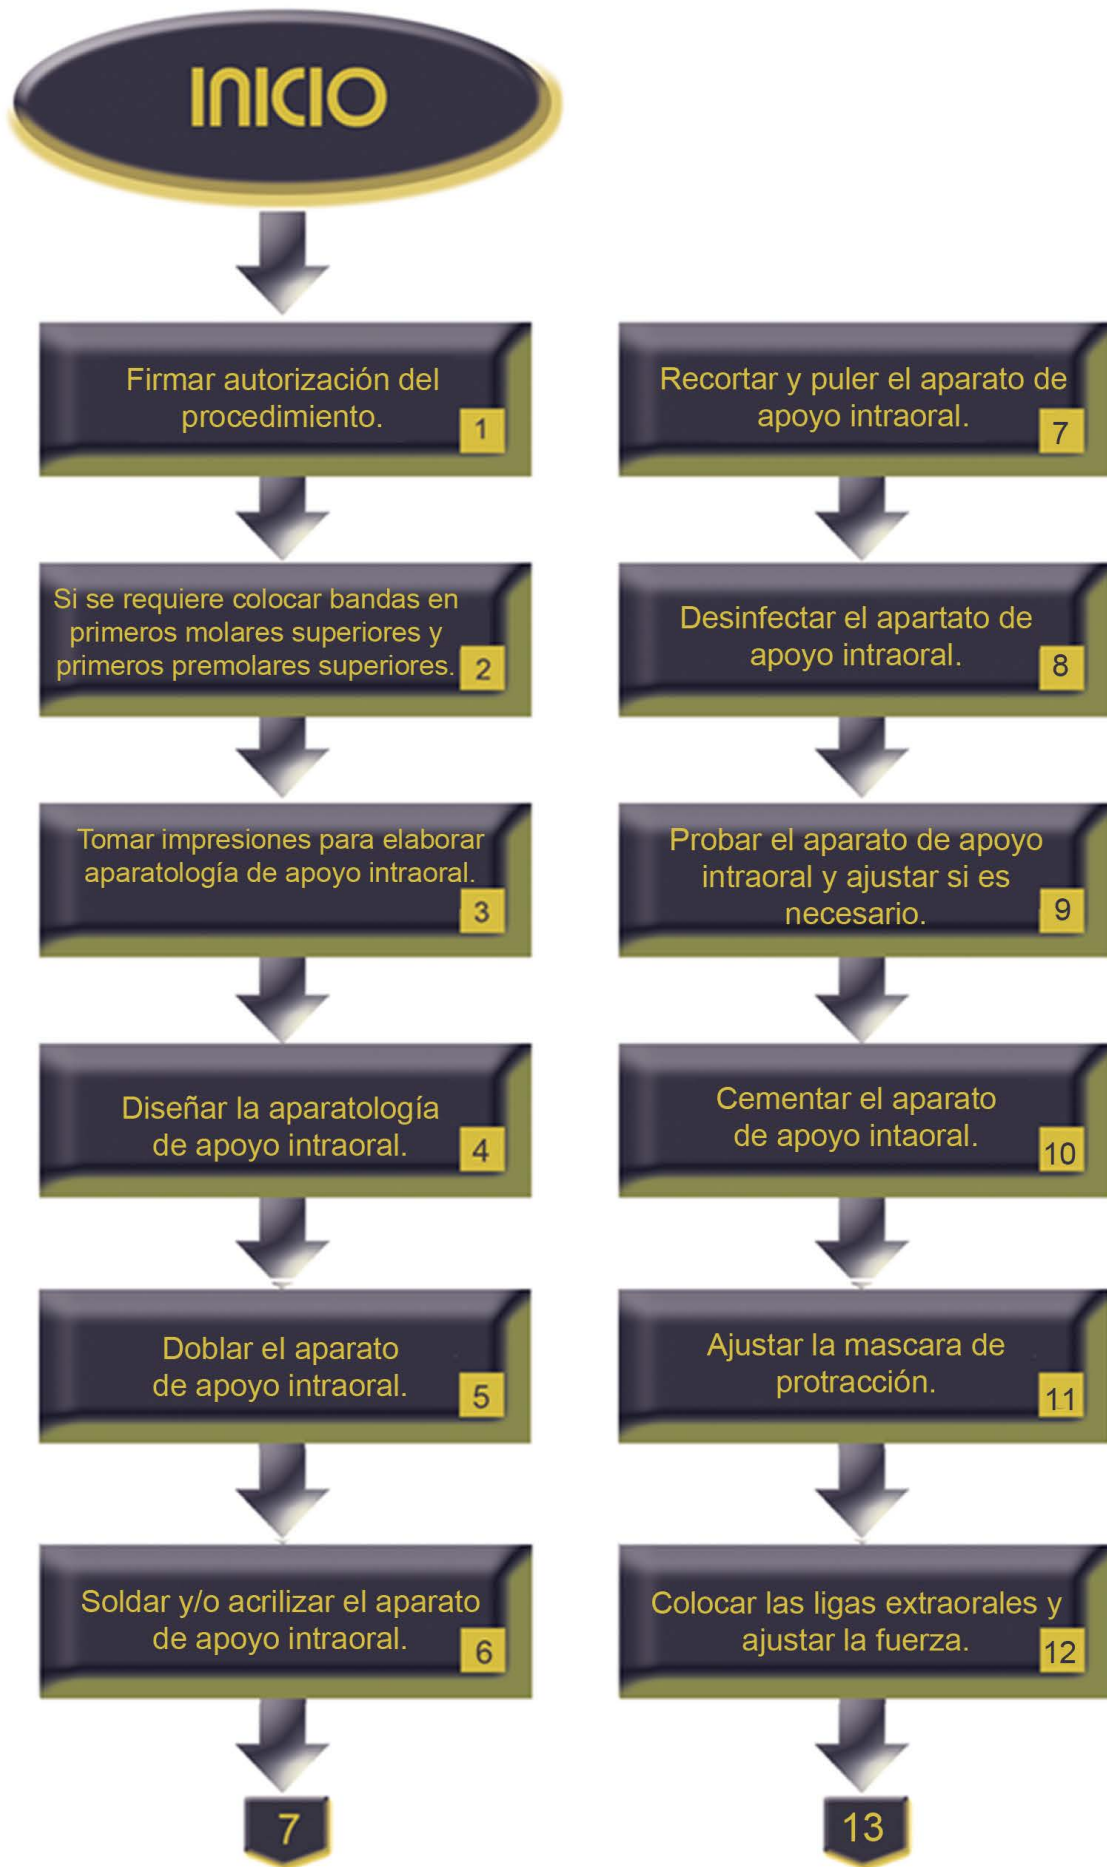 INICIO
Firmar autorización del
procedimiento.
1
Si se requiere colocar bandas en
primeros molares superiores y
primeros premolares superiores.
2
Tomar impresiones para elaborar
aparatología de apoyo intraoral.
3
Diseñar la aparatología
de apoyo intraoral.
4
Doblar el aparato
de apoyo intraoral.
5
Soldar y/o acrilizar el aparato
de apoyo intraoral.
6
7
Recortar y puler el aparato de
apoyo intraoral.
7
Desinfectar el apartato de
apoyo intraoral.
8
Probar el aparato de apoyo
intraoral y ajustar si es
necesario.
9
Cementar el aparato
de apoyo intaoral.
10
Ajustar la mascara de
protracción.
11
Colocar las ligas extraorales y
ajustar la fuerza.
12
13